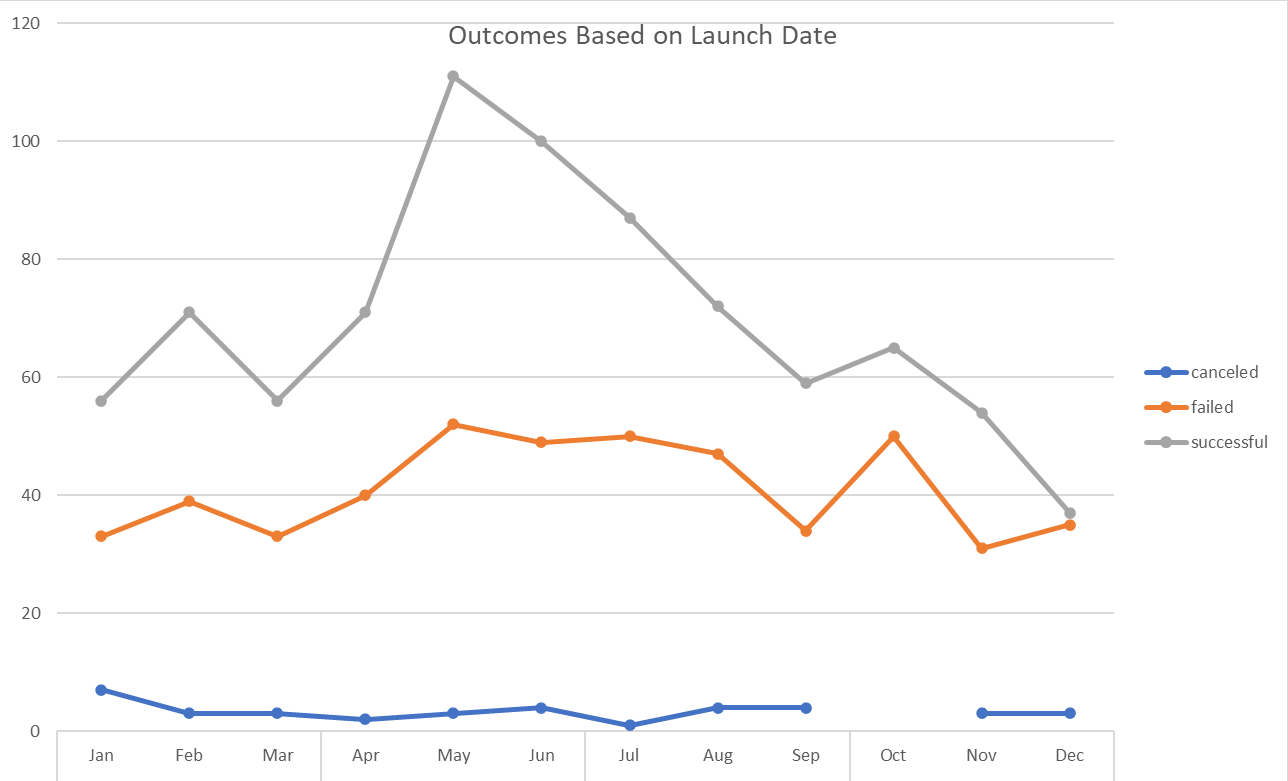 Outcomes Based on Launch Date
120
100
80
60
40
20
0
Jan Feb Mar Apr May Jun Jul Aug Sep Oct Nov Dec
canceled
failed
successful